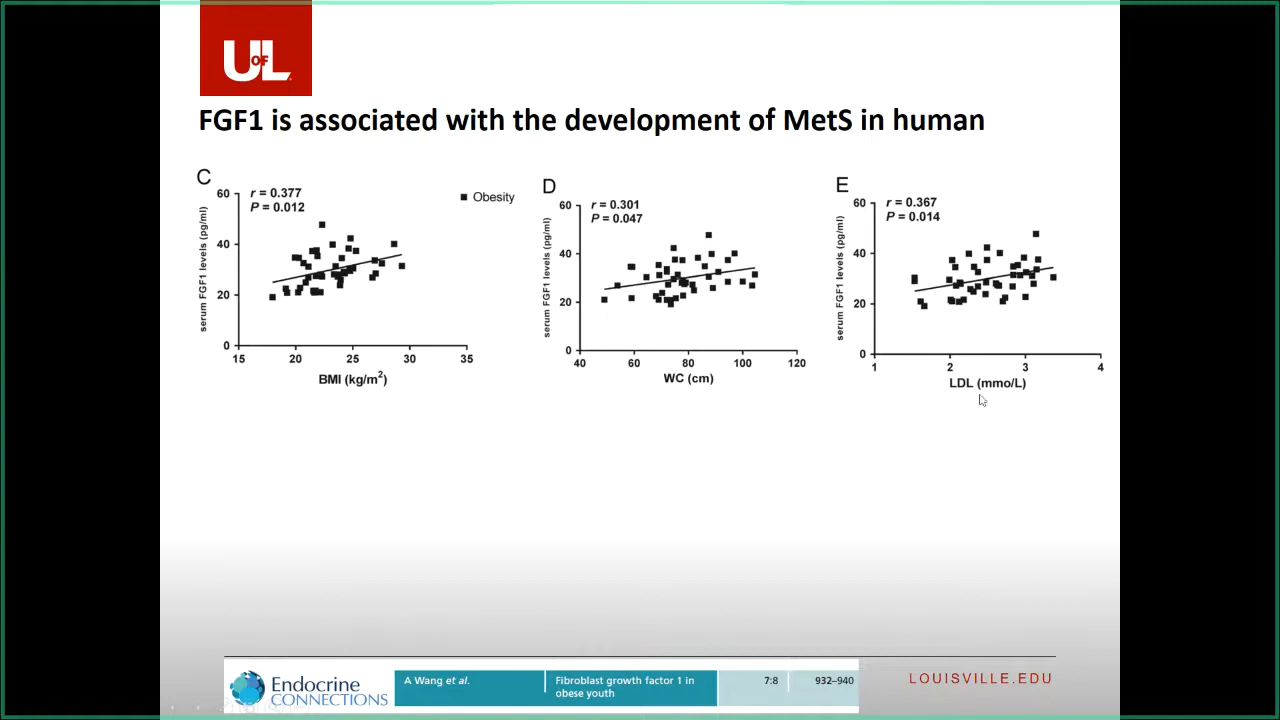 UofL
FGF1 is associated with the development of MetS in human
C
r = 0.377
P = 0.012
Obesity
60
40
20
0
serum FGF1 levels (pg/ml)
15 20 25 30 35
BMI (kg/m2)
D
r = 0.301
P = 0.047
60
40
20
0
serum FGF1 levels (pg/ml)
40 60 80 100 120
WC (cm)
E
r = 0.367
P = 0.014
60
40
20
0
serum FGF1 levels (pg/ml)
1 2 3 4
LDL (mmo/L)
Endocrine
CONNECTIONS
A Wang et al.
Fibroblast growth factor 1 in
obese youth
7:8
932–940
LOUISVILLE.EDU